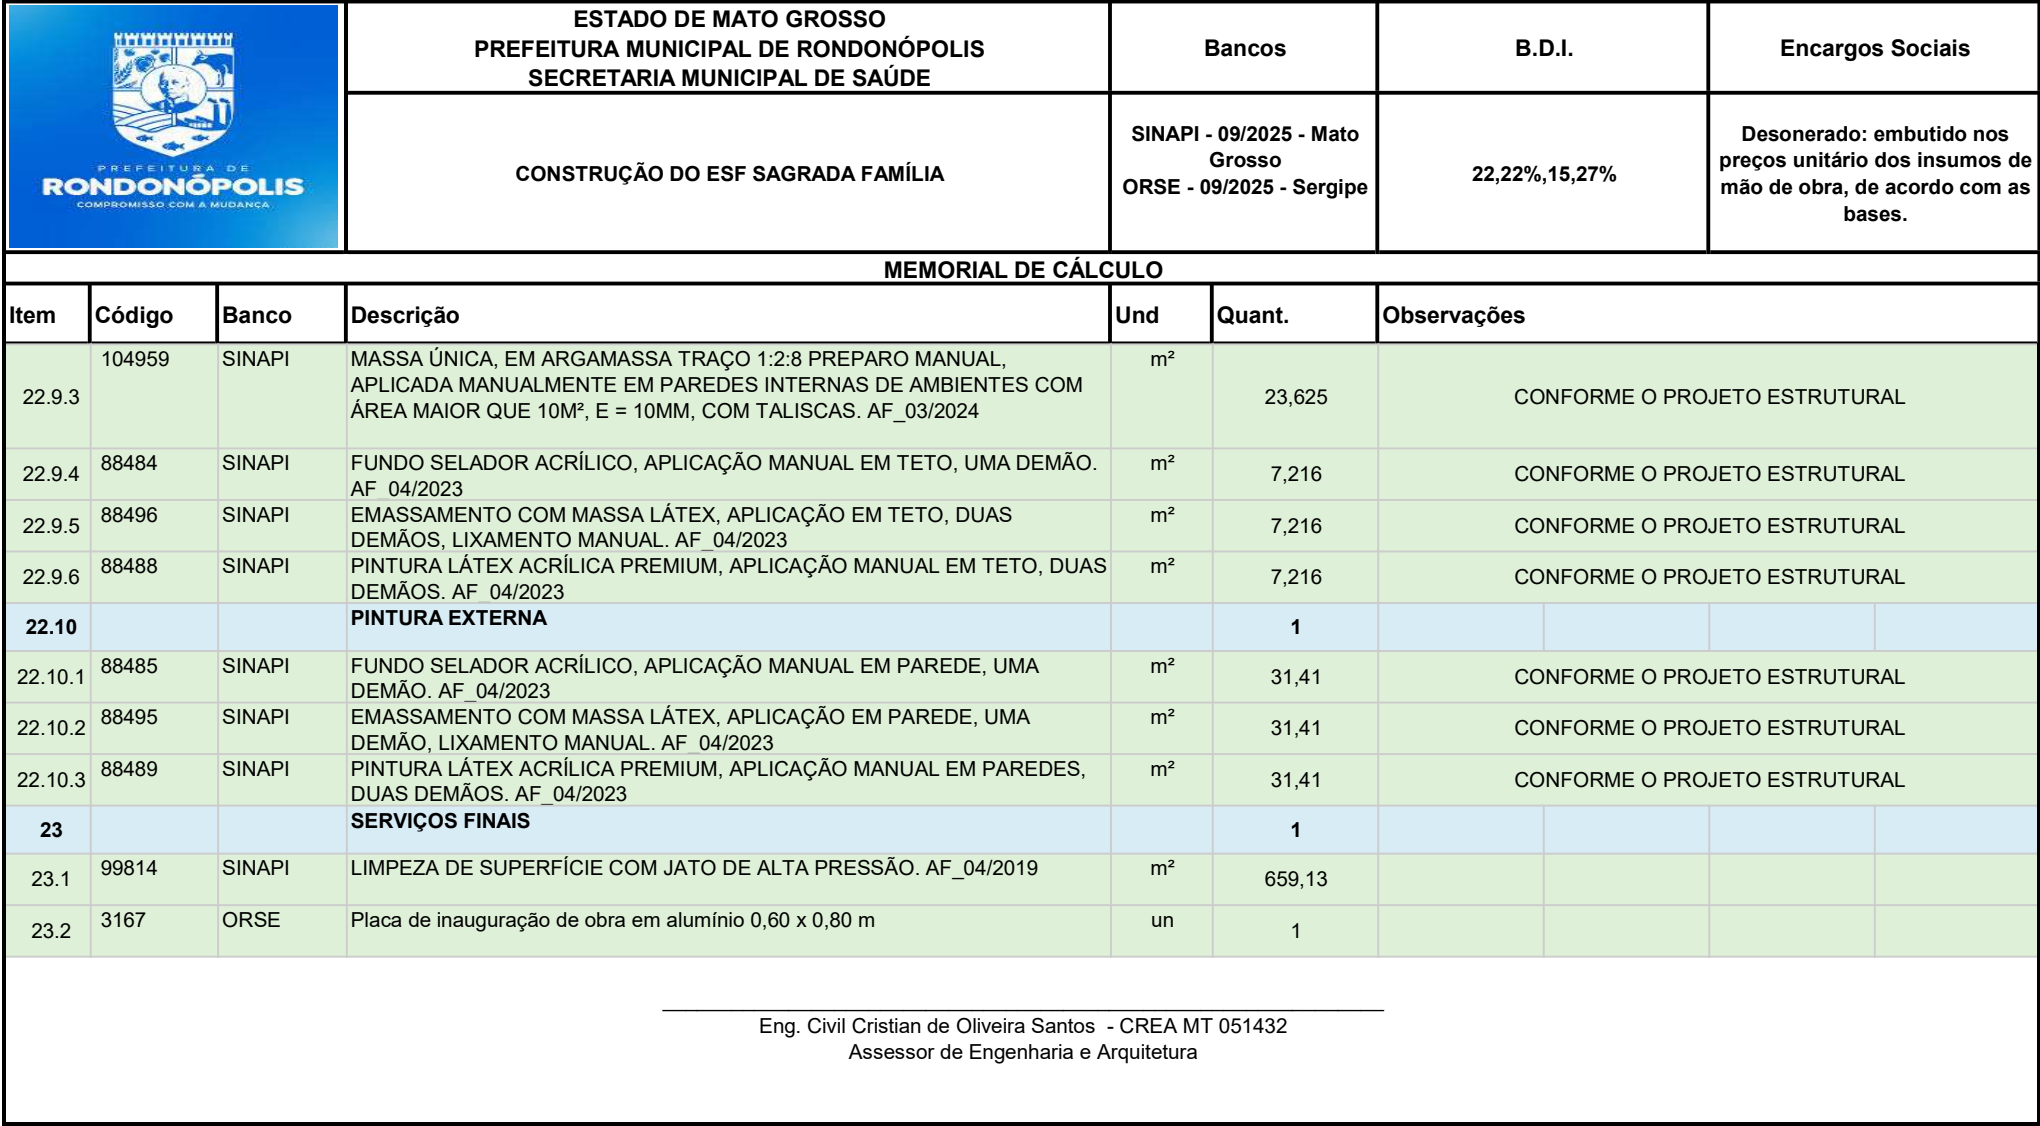 PREFEITURA DE
RONDONÓPOLIS
COMPROMISSO COM A MUDANÇA
ESTADO DE MATO GROSSO
PREFEITURA MUNICIPAL DE RONDONÓPOLIS
SECRETARIA MUNICIPAL DE SAÚDE
Bancos
B.D.I.
Encargos Sociais
CONSTRUÇÃO DO ESF SAGRADA FAMÍLIA
SINAPI - 09/2025 - Mato
Grosso
ORSE - 09/2025 - Sergipe
22,22%,15,27%
Desonerado: embutido nos
preços unitário dos insumos de
mão de obra, de acordo com as
bases.
MEMORIAL DE CÁLCULO
Item Código Banco Descrição Und Quant. Observações
22.9.3 104959 SINAPI MASSA ÚNICA, EM ARGAMASSA TRAÇO 1:2:8 PREPARO MANUAL, m² 23,625 CONFORME O PROJETO ESTRUTURAL
APLICADA MANUALMENTE EM PAREDES INTERNAS DE AMBIENTES COM
ÁREA MAIOR QUE 10M², E = 10MM, COM TALISCAS. AF_03/2024
22.9.4 88484 SINAPI FUNDO SELADOR ACRÍLICO, APLICAÇÃO MANUAL EM TETO, UMA DEMÃO. m² 7,216 CONFORME O PROJETO ESTRUTURAL
AF_04/2023
22.9.5 88496 SINAPI EMASSAMENTO COM MASSA LÁTEX, APLICAÇÃO EM TETO, DUAS m² 7,216 CONFORME O PROJETO ESTRUTURAL
DEMÃOS, LIXAMENTO MANUAL. AF_04/2023
22.9.6 88488 SINAPI PINTURA LÁTEX ACRÍLICA PREMIUM, APLICAÇÃO MANUAL EM TETO, DUAS m² 7,216 CONFORME O PROJETO ESTRUTURAL
DEMÃOS. AF_04/2023
22.10 PINTURA EXTERNA 1
22.10.1 88485 SINAPI FUNDO SELADOR ACRÍLICO, APLICAÇÃO MANUAL EM PAREDE, UMA m² 31,41 CONFORME O PROJETO ESTRUTURAL
DEMÃO. AF_04/2023
22.10.2 88495 SINAPI EMASSAMENTO COM MASSA LÁTEX, APLICAÇÃO EM PAREDE, UMA m² 31,41 CONFORME O PROJETO ESTRUTURAL
DEMÃO, LIXAMENTO MANUAL. AF_04/2023
22.10.3 88489 SINAPI PINTURA LÁTEX ACRÍLICA PREMIUM, APLICAÇÃO MANUAL EM PAREDES, m² 31,41 CONFORME O PROJETO ESTRUTURAL
DUAS DEMÃOS. AF_04/2023
23 SERVIÇOS FINAIS 1
23.1 99814 SINAPI LIMPEZA DE SUPERFÍCIE COM JATO DE ALTA PRESSÃO. AF_04/2019 m² 659,13
23.2 3167 ORSE Placa de inauguração de obra em alumínio 0,60 x 0,80 m un 1
Eng. Civil Cristian de Oliveira Santos - CREA MT 051432
Assessor de Engenharia e Arquitetura